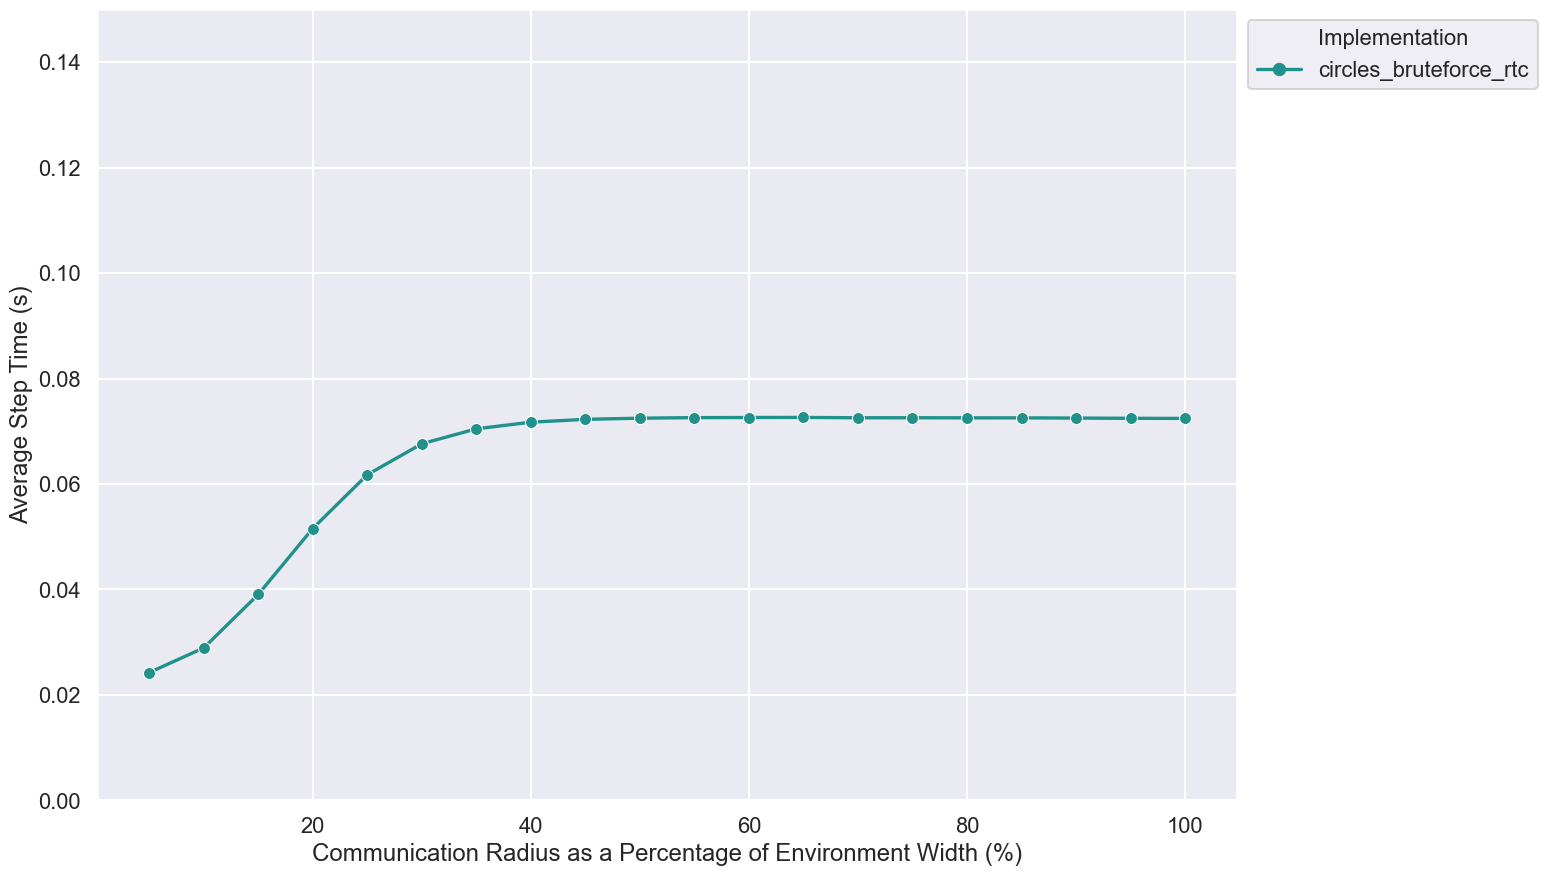 Implementation
circles_bruteforce_rtc
Average Step Time (s)
0.14
0.12
0.10
0.08
0.06
0.04
0.02
0.00
20 40 60 80 100
Communication Radius as a Percentage of Environment Width (%)